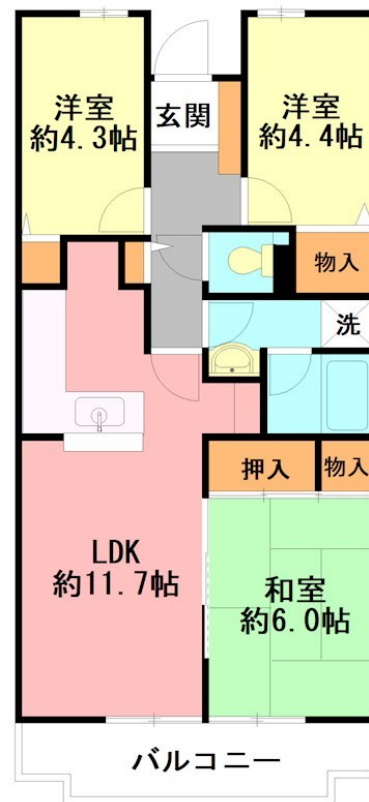 洋室
約4.3帖
玄関
洋室
約4.4帖
物入
洗
押入
物入
LDK
約11.7帖
和室
約6.0帖
バルコニー